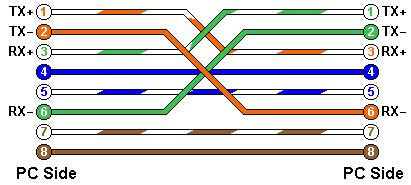 TX+ 1 1 TX+
TX− 2 2 TX−
RX+ 3 3 RX+
4 4
5 5
RX− 6 6 RX−
7 7
8 8
PC Side PC Side